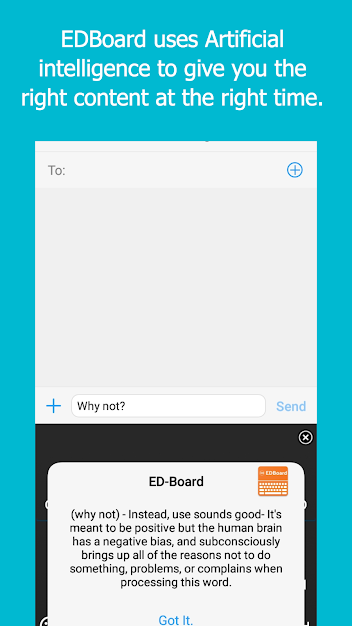 EDBoard uses Artificial
intelligence to give you the
right content at the right time.
To:
Why not?
Send
EDBoard
ED-Board
(why not) - Instead, use sounds good- It's
meant to be positive but the human brain
has a negative bias, and subconsciously
brings up all of the reasons not to do
something, problems, or complains when
processing this word.
Got It.